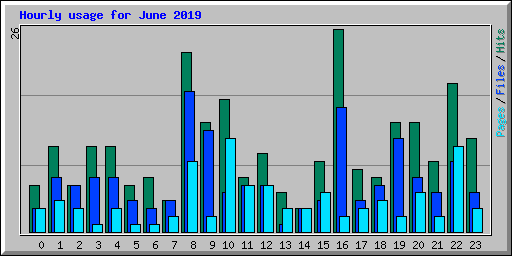 Hourly usage for June 2019
26
Pages / Files / Hits
0 1 2 3 4 5 6 7 8 9 10 11 12 13 14 15 16 17 18 19 20 21 22 23